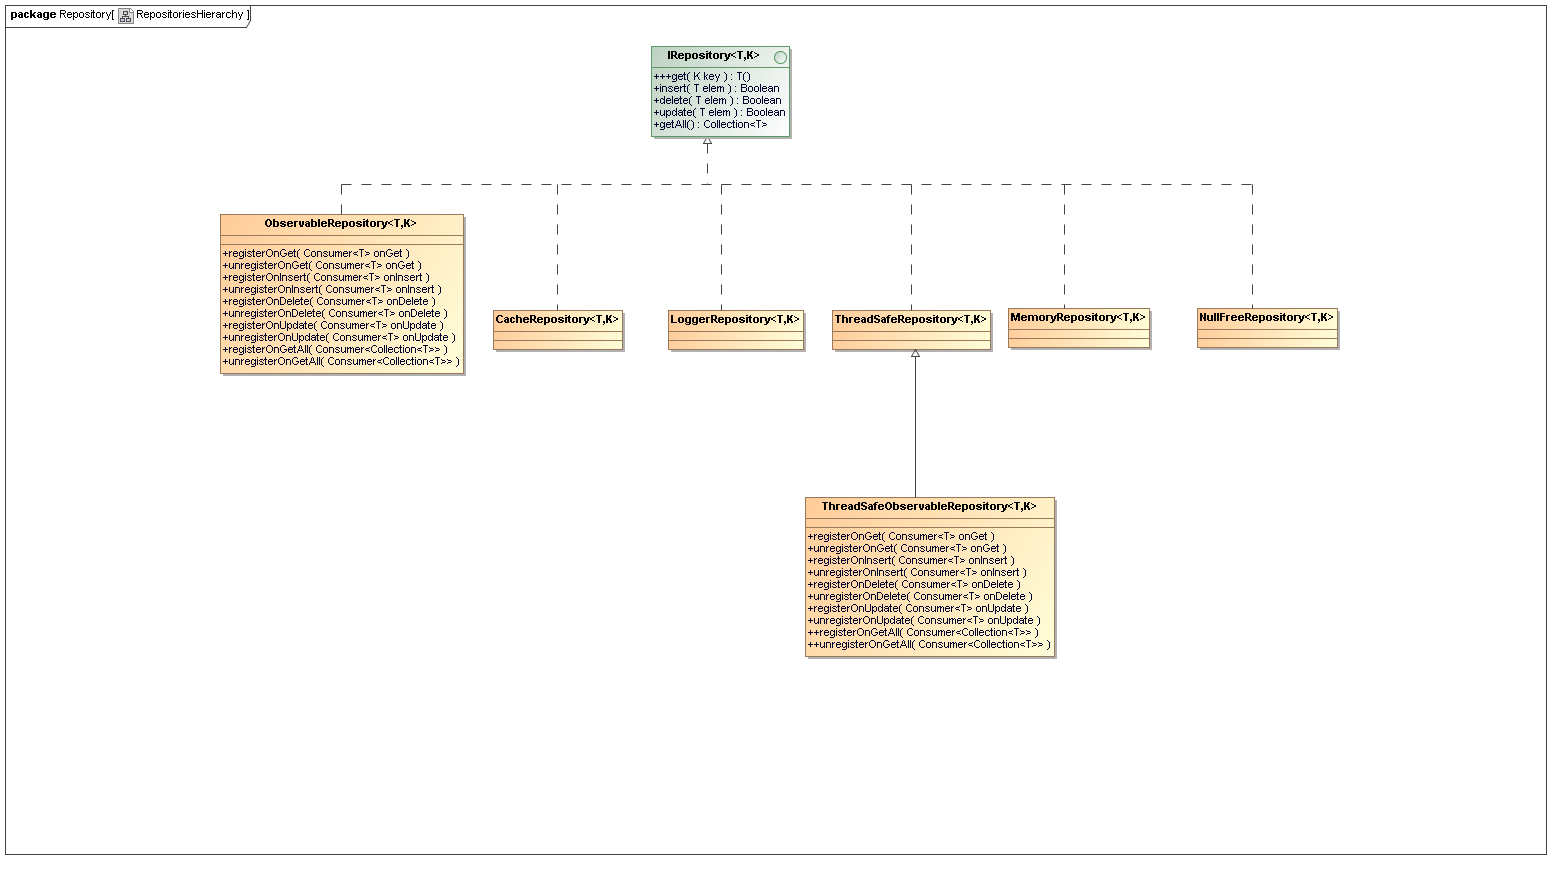 package Repository[ RepositoriesHierarchy ]
IRepository<T,K>
+++get( K key ) : T()
+insert( T elem ) : Boolean
+delete( T elem ) : Boolean
+update( T elem ) : Boolean
+getAll() : Collection<T>
ObservableRepository<T,K>
+registerOnGet( Consumer<T> onGet )
+unregisterOnGet( Consumer<T> onGet )
+registerOnInsert( Consumer<T> onInsert )
+unregisterOnInsert( Consumer<T> onInsert )
+registerOnDelete( Consumer<T> onDelete )
+unregisterOnDelete( Consumer<T> onDelete )
+registerOnUpdate( Consumer<T> onUpdate )
+unregisterOnUpdate( Consumer<T> onUpdate )
+registerOnGetAll( Consumer<Collection<T>> )
+unregisterOnGetAll( Consumer<Collection<T>> )
CacheRepository<T,K>
LoggerRepository<T,K>
ThreadSafeRepository<T,K>
MemoryRepository<T,K>
NullFreeRepository<T,K>
ThreadSafeObservableRepository<T,K>
+registerOnGet( Consumer<T> onGet )
+unregisterOnGet( Consumer<T> onGet )
+registerOnInsert( Consumer<T> onInsert )
+unregisterOnInsert( Consumer<T> onInsert )
+registerOnDelete( Consumer<T> onDelete )
+unregisterOnDelete( Consumer<T> onDelete )
+registerOnUpdate( Consumer<T> onUpdate )
+unregisterOnUpdate( Consumer<T> onUpdate )
++registerOnGetAll( Consumer<Collection<T>> )
++unregisterOnGetAll( Consumer<Collection<T>> )